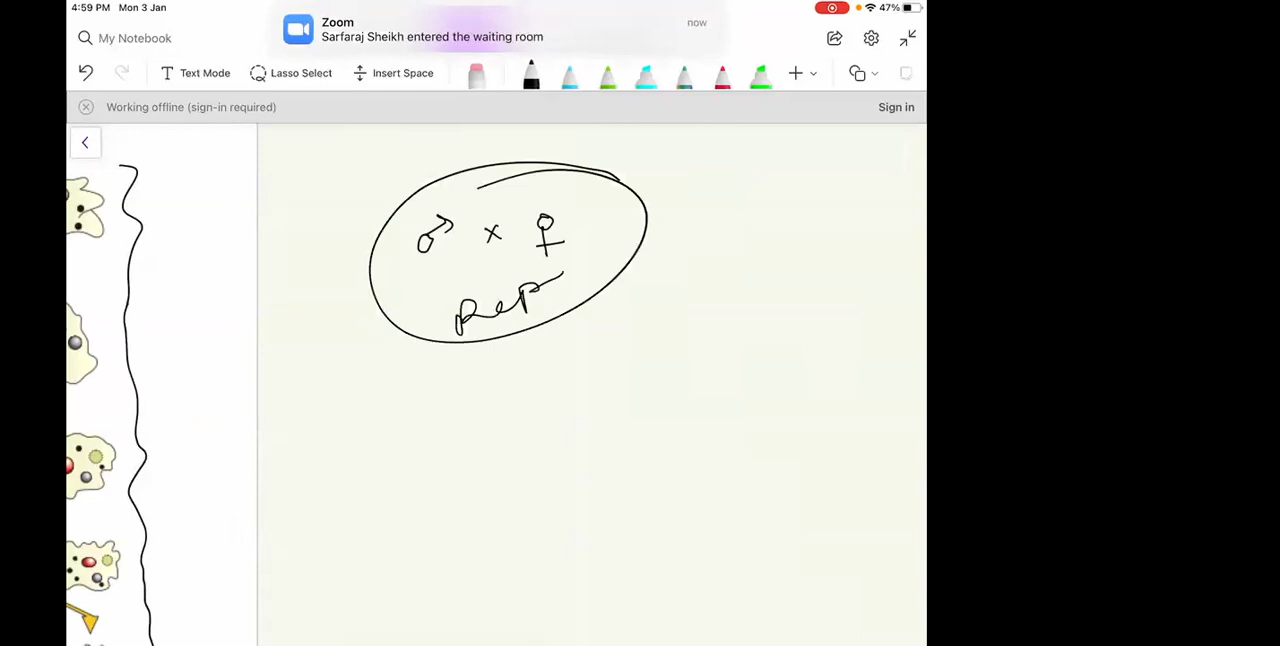 4:59 PM Mon 3 Jan
47%
Zoom
now
Sarfaraj Sheikh entered the waiting room
My Notebook
Text Mode
Lasso Select
Insert Space
Working offline (sign-in required)
Sign in
♂ x ♀
Rep